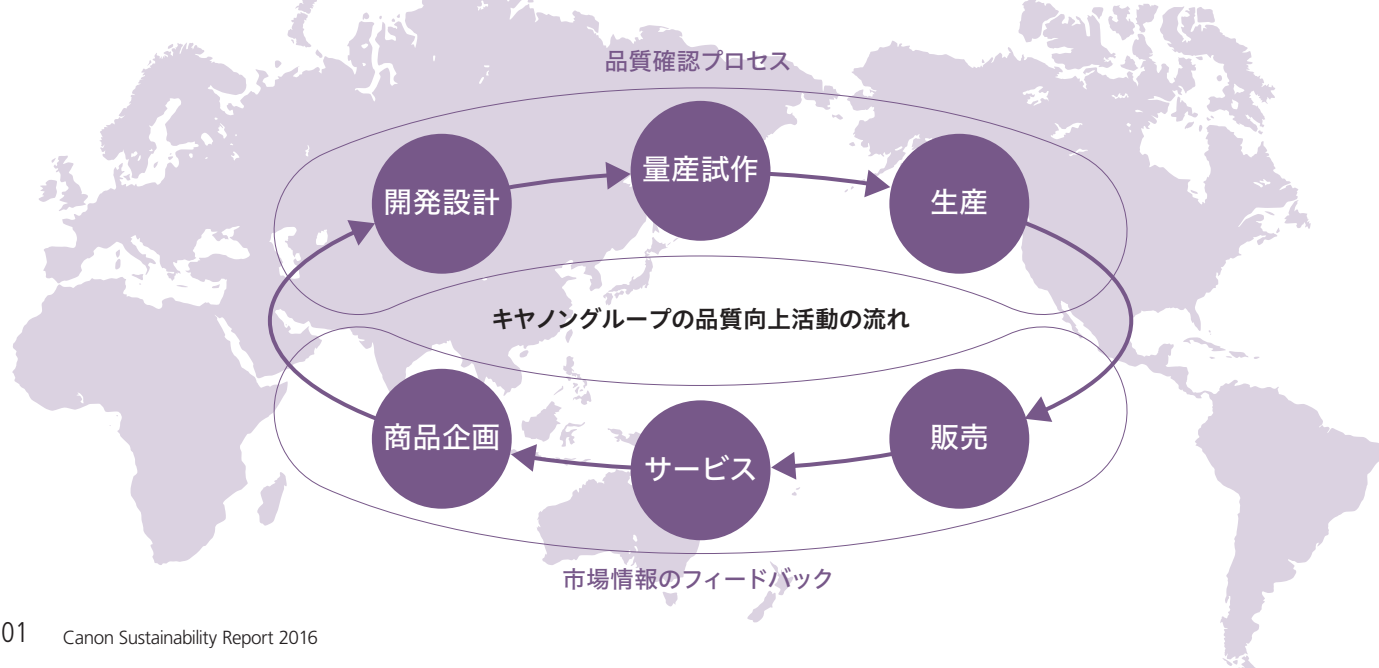 品質確認プロセス
開発設計
量産試作
生産
キヤノングループの品質向上活動の流れ
商品企画
サービス
販売
市場情報のフィードバック
01 Canon Sustainability Report 2016